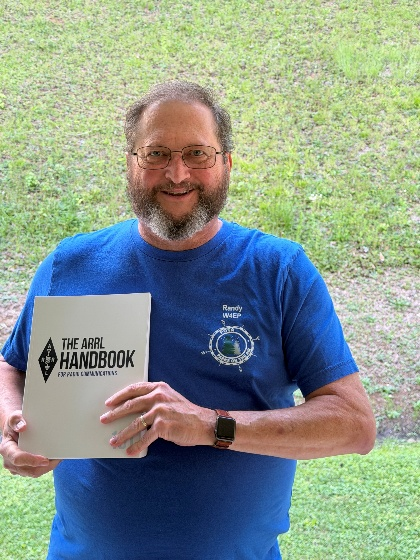 THE ARRL
HANDBOOK
FOR RADIO COMMUNICATIONS
Randy
W4EP